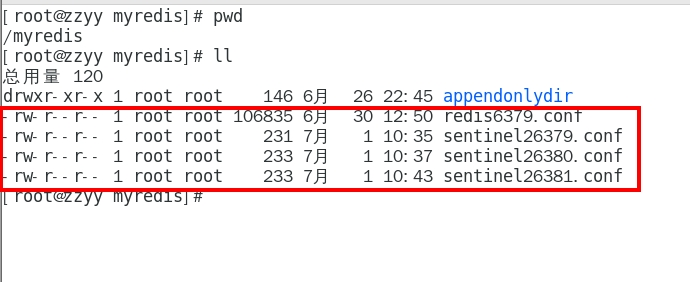 [root@zzyy myredis]# pwd
/myredis
[root@zzyy myredis]# ll
总用量 120
drwxr-xr-x 1 root root    146 6月  26 22:45 appendonlydir
-rw-r--r-- 1 root root 106835 6月  30 12:50 redis6379.conf
-rw-r--r-- 1 root root    231 7月   1 10:35 sentinel26379.conf
-rw-r--r-- 1 root root    233 7月   1 10:37 sentinel26380.conf
-rw-r--r-- 1 root root    233 7月   1 10:43 sentinel26381.conf
[root@zzyy myredis]#